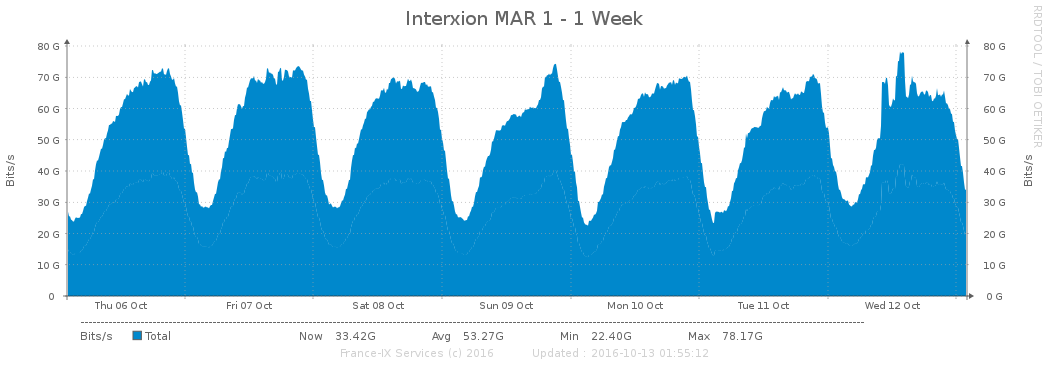 Interxion MAR 1 - 1 Week
RRDTOOL / TOBI OETIKER
Bits/s
80 G
70 G
60 G
50 G
40 G
30 G
20 G
10 G
0
80 G
70 G
60 G
50 G
40 G
30 G
20 G
10 G
0 G
Bits/s
Thu 06 Oct Fri 07 Oct Sat 08 Oct Sun 09 Oct Mon 10 Oct Tue 11 Oct Wed 12 Oct
Bits/s Total Now 33.42G Avg 53.27G Min 22.40G Max 78.17G
France-IX Services (c) 2016 Updated : 2016-10-13 01:55:12